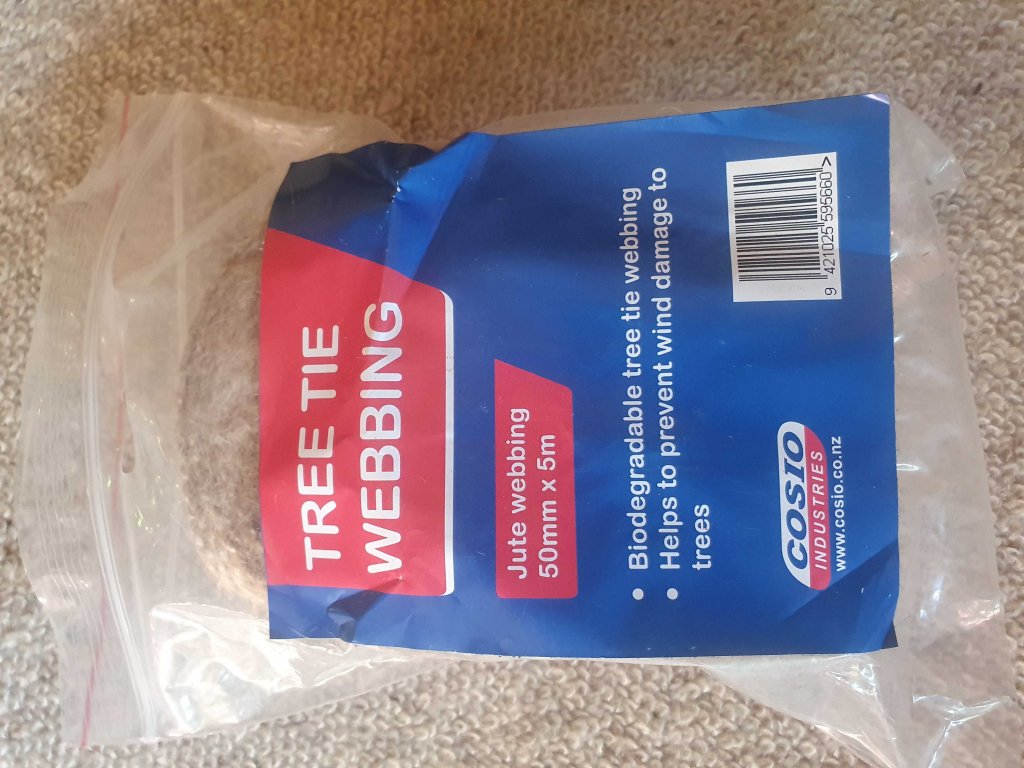 TREE TIE
WEBBING
Jute webbing
50mm x 5m
• Biodegradable tree tie webbing
• Helps to prevent wind damage to
trees
COSIO
INDUSTRIES
www.cosio.co.nz
9 421025 595660 >